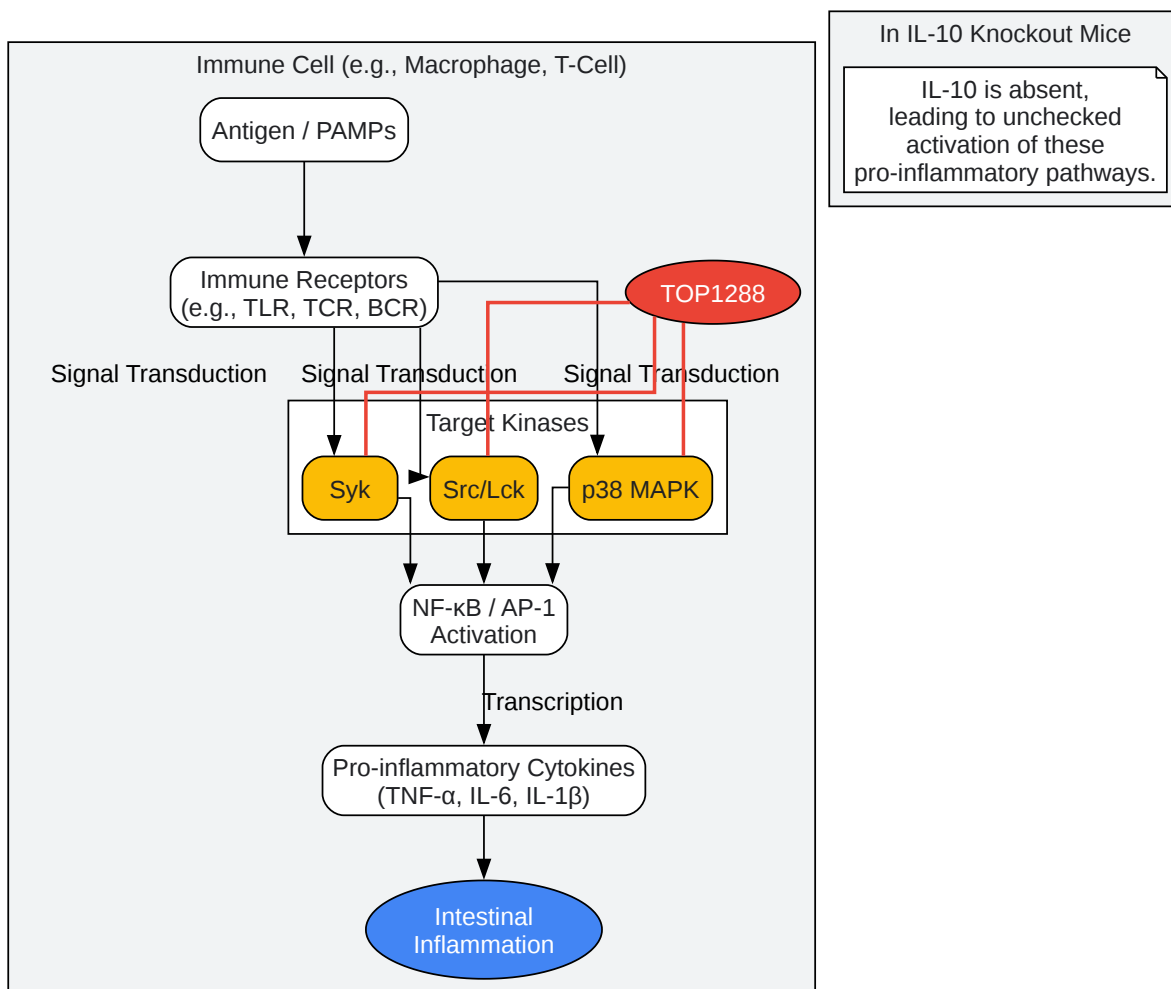 In IL-10 Knockout Mice
IL-10 is absent,
leading to unchecked
activation of these
pro-inflammatory pathways.
Immune Cell (e.g., Macrophage, T-Cell)
Antigen / PAMPs
Immune Receptors
(e.g., TLR, TCR, BCR)
TOP1288
Signal Transduction
Signal Transduction
Signal Transduction
Target Kinases
Syk
Src/Lck
p38 MAPK
NF-κB / AP-1
Activation
Transcription
Pro-inflammatory Cytokines
(TNF-α, IL-6, IL-1β)
Intestinal
Inflammation